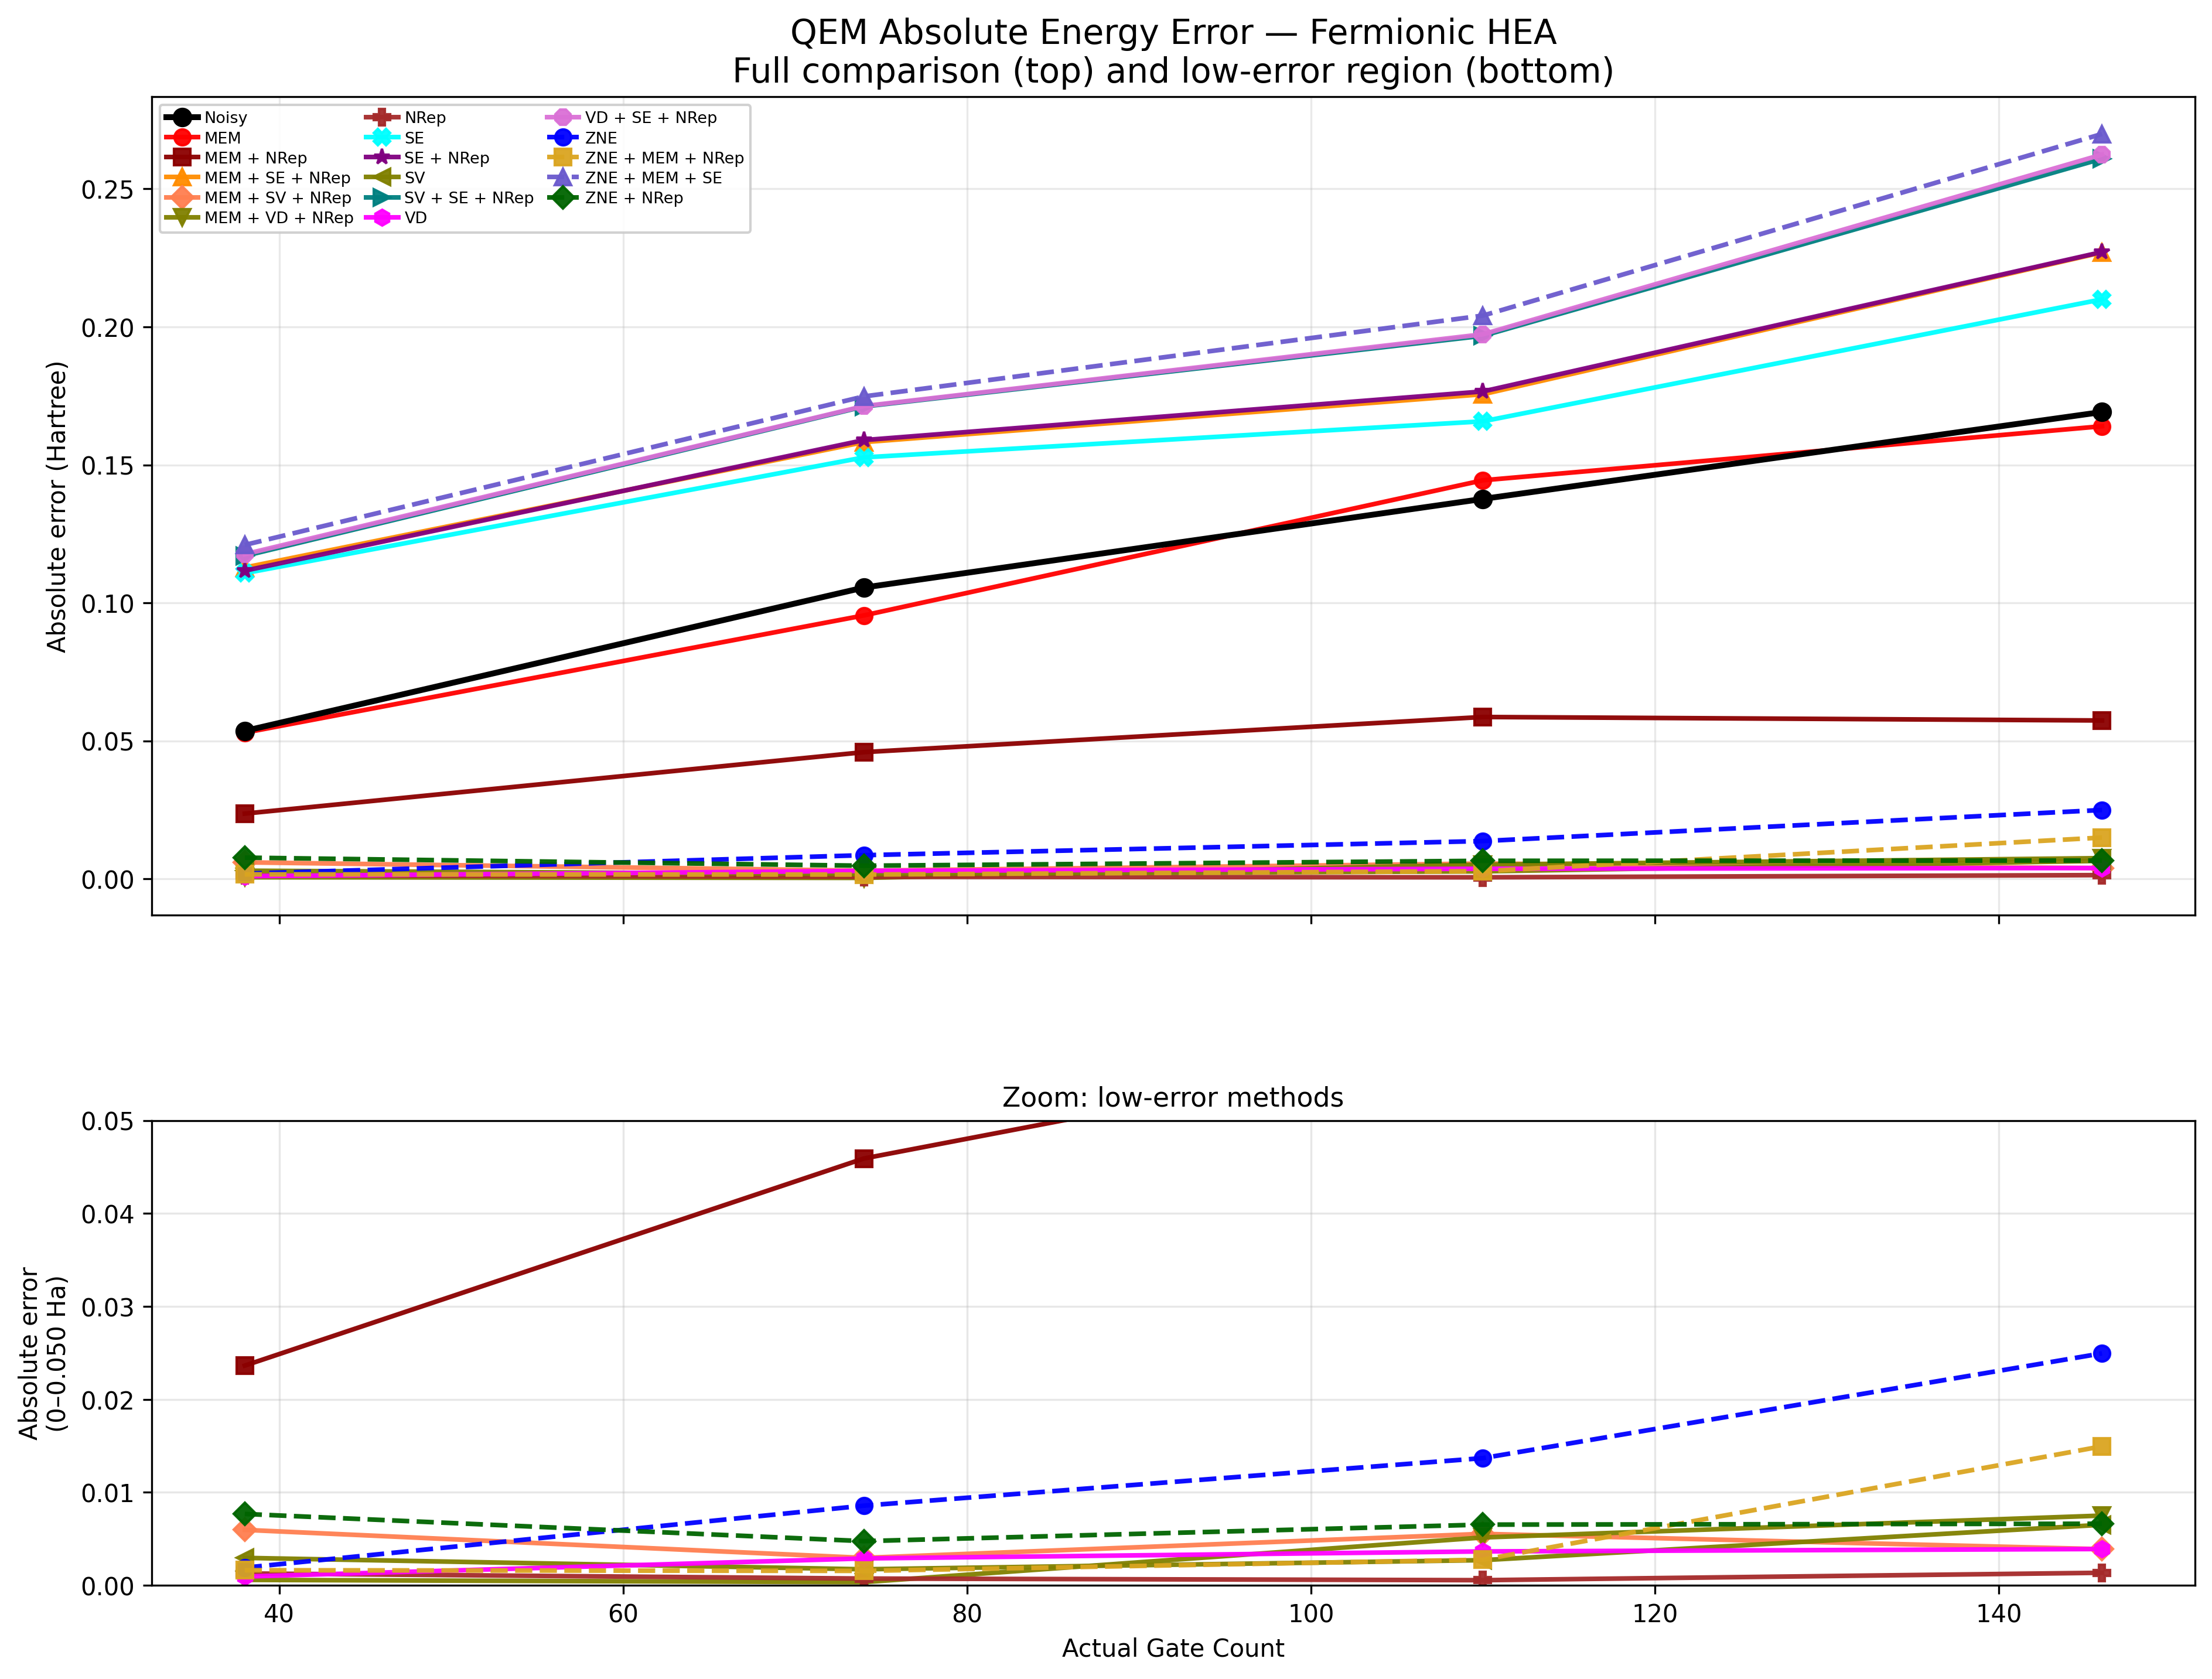 QEM Absolute Energy Error — Fermionic HEA
Full comparison (top) and low-error region (bottom)
Noisy
MEM
MEM + NRep
MEM + SE + NRep
MEM + SV + NRep
MEM + VD + NRep
NRep
SE
SE + NRep
SV
SV + SE + NRep
VD
VD + SE + NRep
ZNE
ZNE + MEM + NRep
ZNE + MEM + SE
ZNE + NRep
Absolute error (Hartree)
0.25
0.20
0.15
0.10
0.05
0.00
Zoom: low-error methods
Absolute error
(0–0.050 Ha)
0.05
0.04
0.03
0.02
0.01
0.00
40 60 80 100 120 140
Actual Gate Count